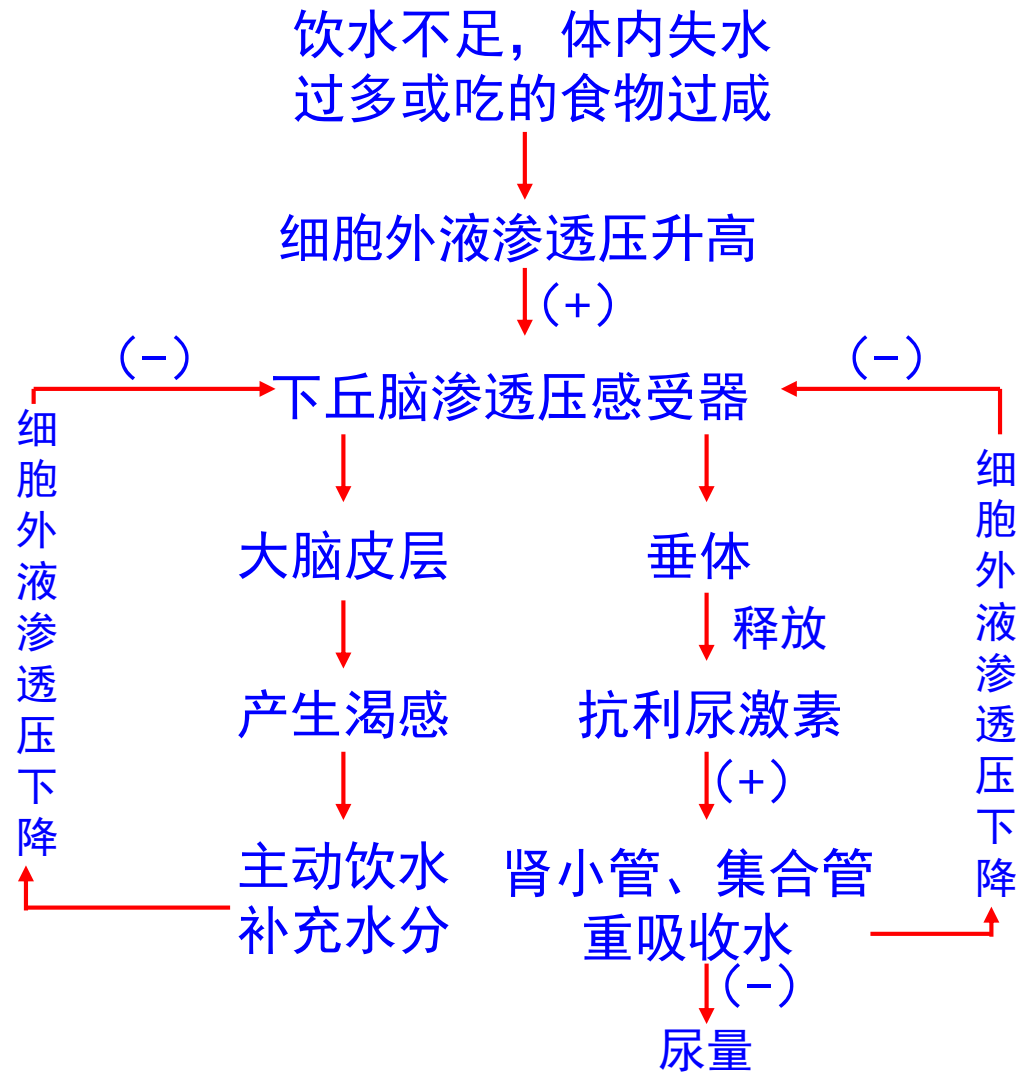 饮水不足，体内失水
过多或吃的食物过咸
细胞外液渗透压升高
（+）
（-）
（-）
下丘脑渗透压感受器
细胞外液渗透压下降
细胞外液渗透压下降
大脑皮层
垂体
释放
产生渴感
抗利尿激素
（+）
主动饮水
补充水分
肾小管、集合管
重吸收水
（-）
尿量